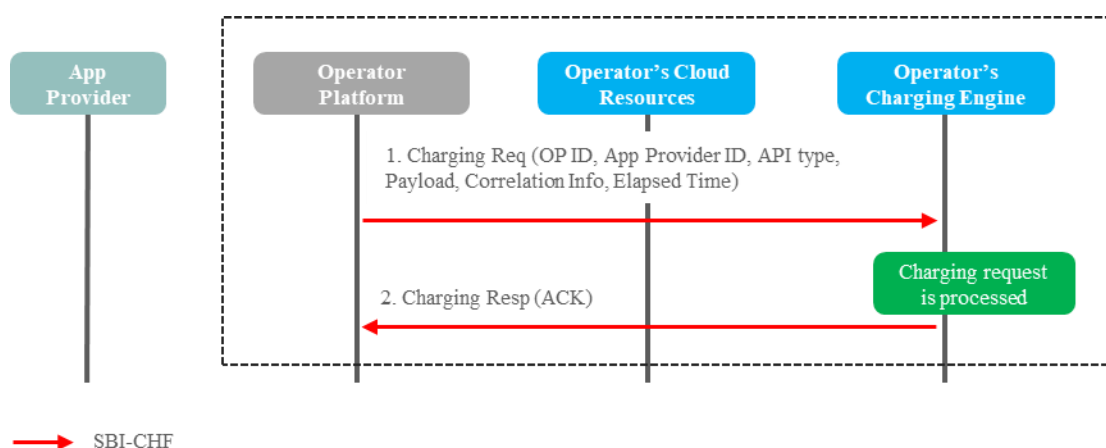 App
Provider
Operator
Platform
Operator's Cloud
Resources
Operator's
Charging Engine
1. Charging Req (OP ID, App Provider ID, API type,
Payload, Correlation Info, Elapsed Time)
Charging request
is processed
2. Charging Resp (ACK)
SBI-CHF